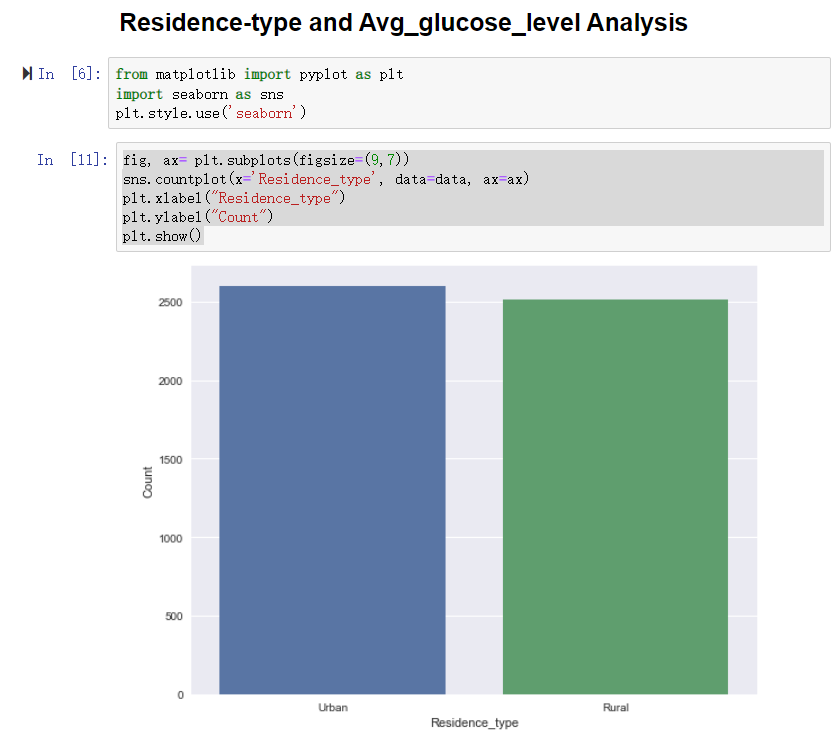 Residence-type and Avg_glucose_level Analysis
In [6]:
from matplotlib import pyplot as plt
import seaborn as sns
plt.style.use('seaborn')
In [11]:
fig, ax= plt.subplots(figsize=(9,7))
sns.countplot(x='Residence_type', data=data, ax=ax)
plt.xlabel("Residence_type")
plt.ylabel("Count")
plt.show()
2500
2000
1500
1000
500
0
Count
Urban Rural
Residence_type